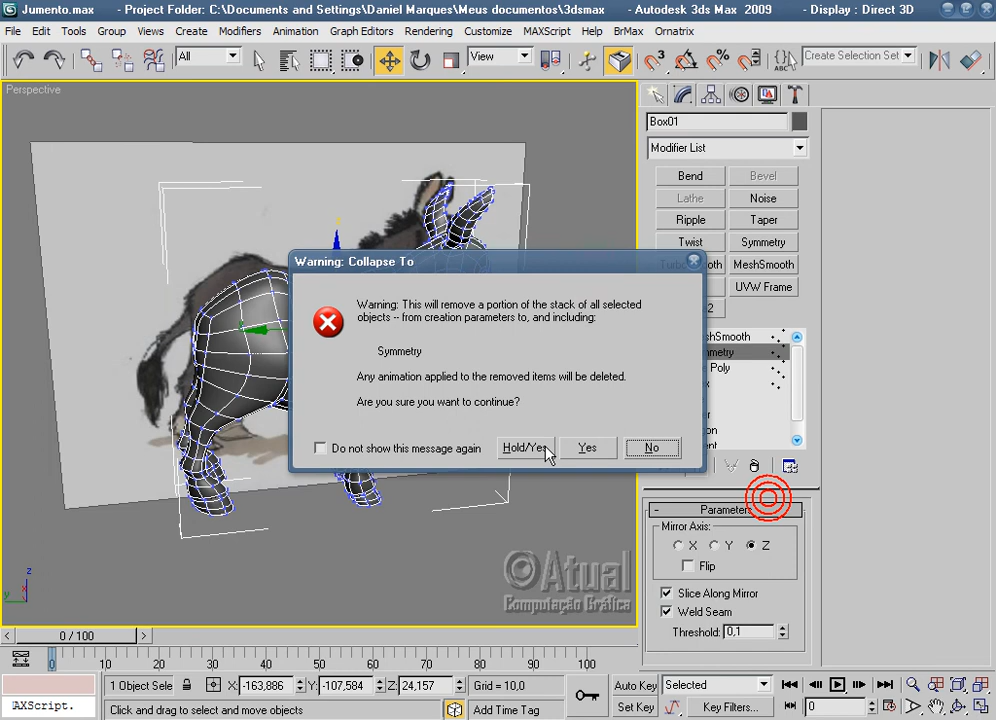 Jumento.max - Project Folder: C:\Documents and Settings\Daniel Marques\Meus documentos\3dsmax - Autodesk 3ds Max 2009 - Display : Direct 3D
File Edit Tools Group Views Create Modifiers Animation Graph Editors Rendering Customize MAXScript Help BrMax Ornatrix
All View Create Selection Set
Perspective
Box01
Modifier List
Bend Bevel
Lathe Noise
Ripple Taper
Twist Symmetry
MeshSmooth
UVW Frame
2
Warning: Collapse To
Warning: This will remove a portion of the stack of all selected
objects -- from creation parameters to, and including:
Symmetry
Any animation applied to the removed items will be deleted.
Are you sure you want to continue?
Do not show this message again Hold/Yes Yes No
eshSmooth
mmetry
Poly
- Parameters
Mirror Axis:
X Y Z
Flip
Slice Along Mirror
Weld Seam
Threshold: 0,1
©Atual
Computação Gráfica
z
x
y
< 0 / 100 >
0 10 20 30 40 50 60 70 80 90 100
1 Object Sele X: -163,886 Y: -107,584 Z: 24,157 Grid = 10,0 Auto Key Selected
AXScript. Click and drag to select and move objects Add Time Tag Set Key Key Filters... 0